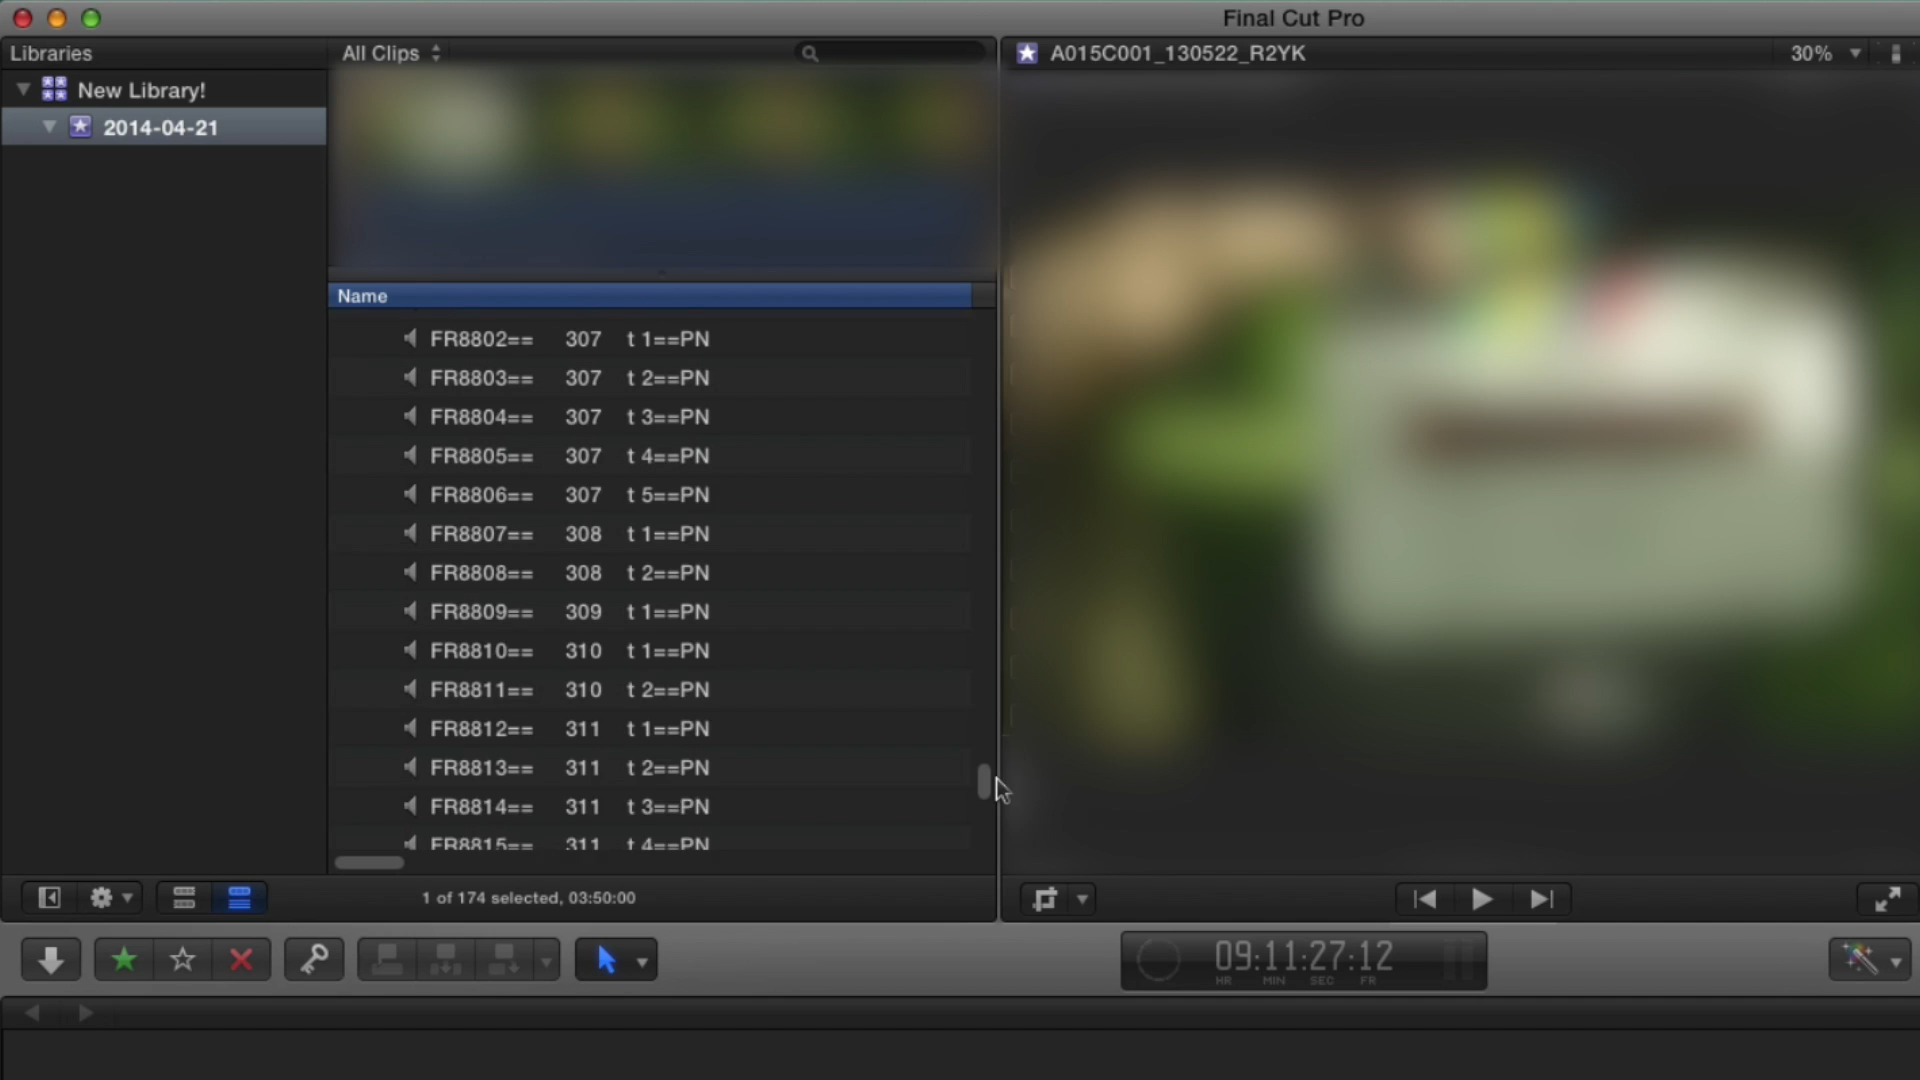 Final Cut Pro
Libraries
All Clips
A015C001_130522_R2YK
30%
New Library!
2014-04-21
Name
FR8802== 307 t 1==PN
FR8803== 307 t 2==PN
FR8804== 307 t 3==PN
FR8805== 307 t 4==PN
FR8806== 307 t 5==PN
FR8807== 308 t 1==PN
FR8808== 308 t 2==PN
FR8809== 309 t 1==PN
FR8810== 310 t 1==PN
FR8811== 310 t 2==PN
FR8812== 311 t 1==PN
FR8813== 311 t 2==PN
FR8814== 311 t 3==PN
FR8815== 311 t 4==PN
1 of 174 selected, 03:50:00
09:11:27:12
HR MIN SEC FR